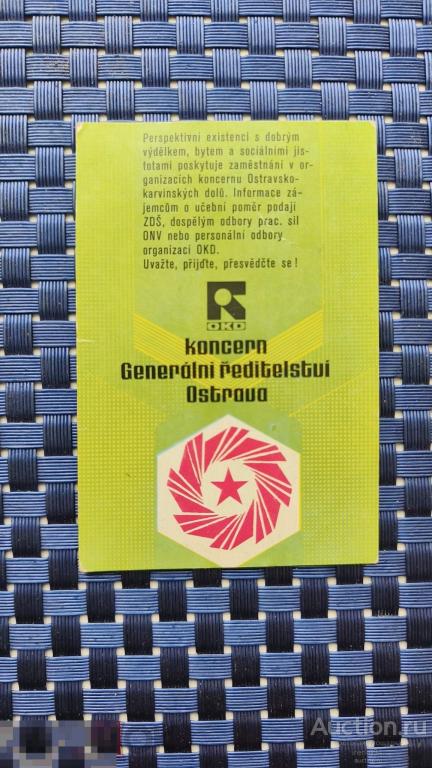 Perspektivní existenci s dobrým
výdělkem, bytem a sociálními jis-
totami poskytuje zaměstnání v or-
ganizacích koncernu Ostravsko-
karvinských dolů. Informace zá-
jemcům o učební poměr podají
ZDŠ, dospělým odbory prac. sil
ONV nebo personální odbory
organizací OKD.
Uvažte, přijďte, přesvědčte se!
OKD
koncern
Generální ředitelství
Ostrava
Auction.ru